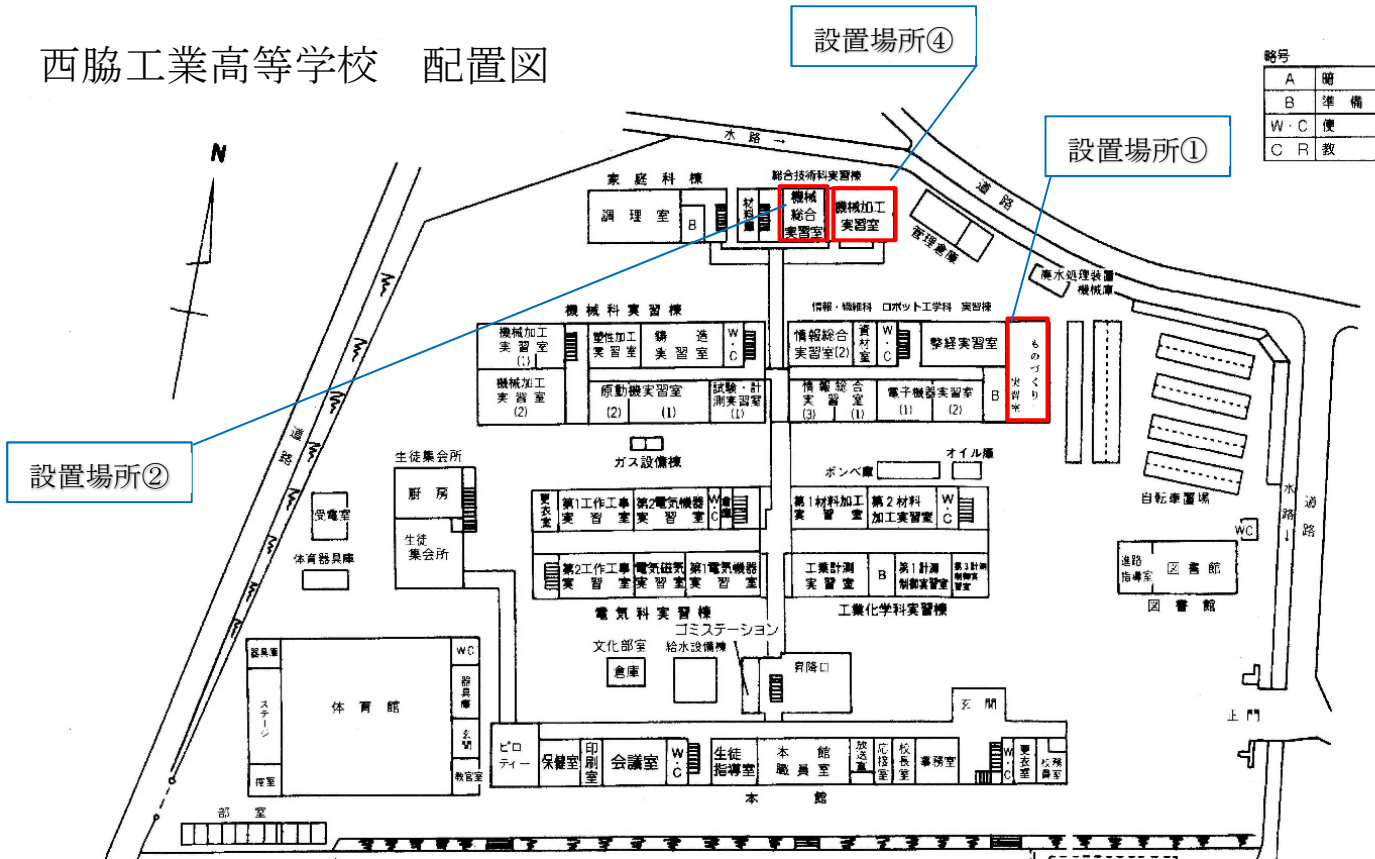 西脇工業高等学校　配置図
設置場所④
略号
A 暗
B 準 備
W・C 便
C R 教
設置場所①
N
水 路 →
道 路
家 庭 科 棟
総合技術科実習棟
調 理 室
B
材料庫
機械
総合
実習室
機械加工
実習室
管理倉庫
廃水処理装置
機械庫
機 械 科 実 習 棟
情報・繊維科 ロボット工学科 実習棟
機械加工
実 習 室
(1)
塑性加工
実 習 室
鋳 造
実 習 室
W・C
情報総合
実習室(2)
資材室
W・C
整経実習室
ものづくり
実習室
機械加工
実 習 室
(2)
原動機実習室
(2) (1)
試験・計
測実習室
(1)
情 報 総 合
実 習 室
(3) (1)
電子機器実習室
(1) (2)
B
設置場所②
道 路
ガス設備棟
ボンベ庫
オイル庫
自転車置場
水路→
道 路
生徒集会所
厨 房
生徒
集会所
受電室
体育器具庫
更衣室
第1工作工事
実 習 室
第2電気機器
実 習 室
W・C
倉庫
第1材料加工
実 習 室
第2材料
加工実習室
W・C
WC
第2工作工事
実 習 室
電気磁気
実 習 室
第1電気機器
実 習 室
工業計測
実 習 室
B
第1計測
制御実習室
進路
指導室
図 書 館
図 書 館
電 気 科 実 習 棟
工業化学科実習棟
ゴミステーション
文化部室
倉庫
給水設備棟
昇降口
玄 関
正 門
器具庫
ステージ
控室
体 育 館
WC
器具庫
玄関
教官室
ピロ
ティー
保健室
印刷室
会議室
W・C
生徒
指導室
本 館
職 員 室
放送室
応接室
校長室
事務室
W・C
更衣室
校務
員室
本 館
部 室